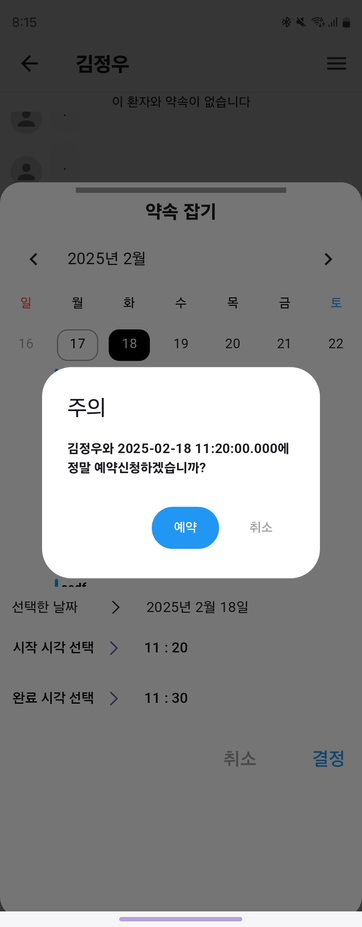 8:15
김정우
이 환자와 약속이 없습니다
약속 잡기
2025년 2월
일 월 화 수 목 금 토
16 17 18 19 20 21 22
주의
김정우와 2025-02-18 11:20:00.000에
정말 예약신청하겠습니까?
예약 취소
선택한 날짜 2025년 2월 18일
시작 시각 선택 11 : 20
완료 시각 선택 11 : 30
취소 결정